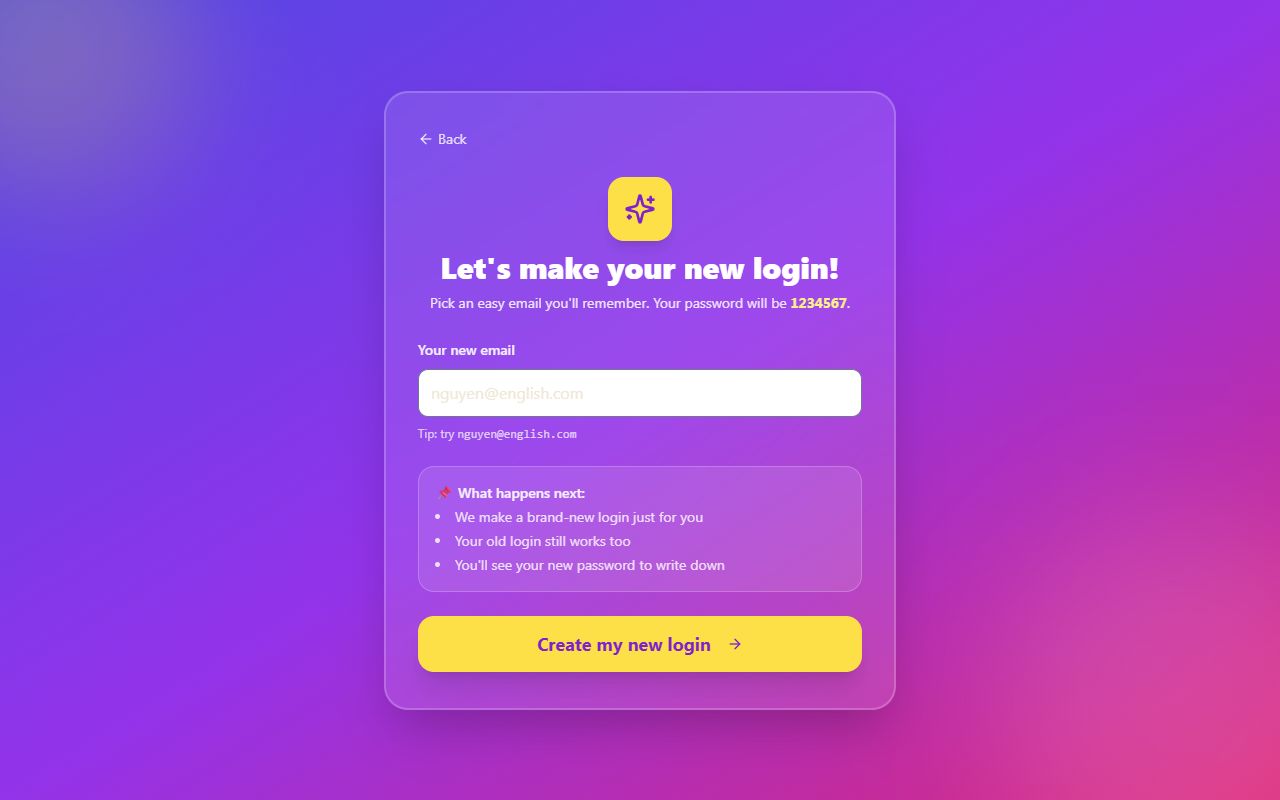 ← Back
Let's make your new login!
Pick an easy email you'll remember. Your password will be 1234567.
Your new email
nguyen@english.com
Tip: try nguyen@english.com
📌 What happens next:
• We make a brand-new login just for you
• Your old login still works too
• You'll see your new password to write down
Create my new login →